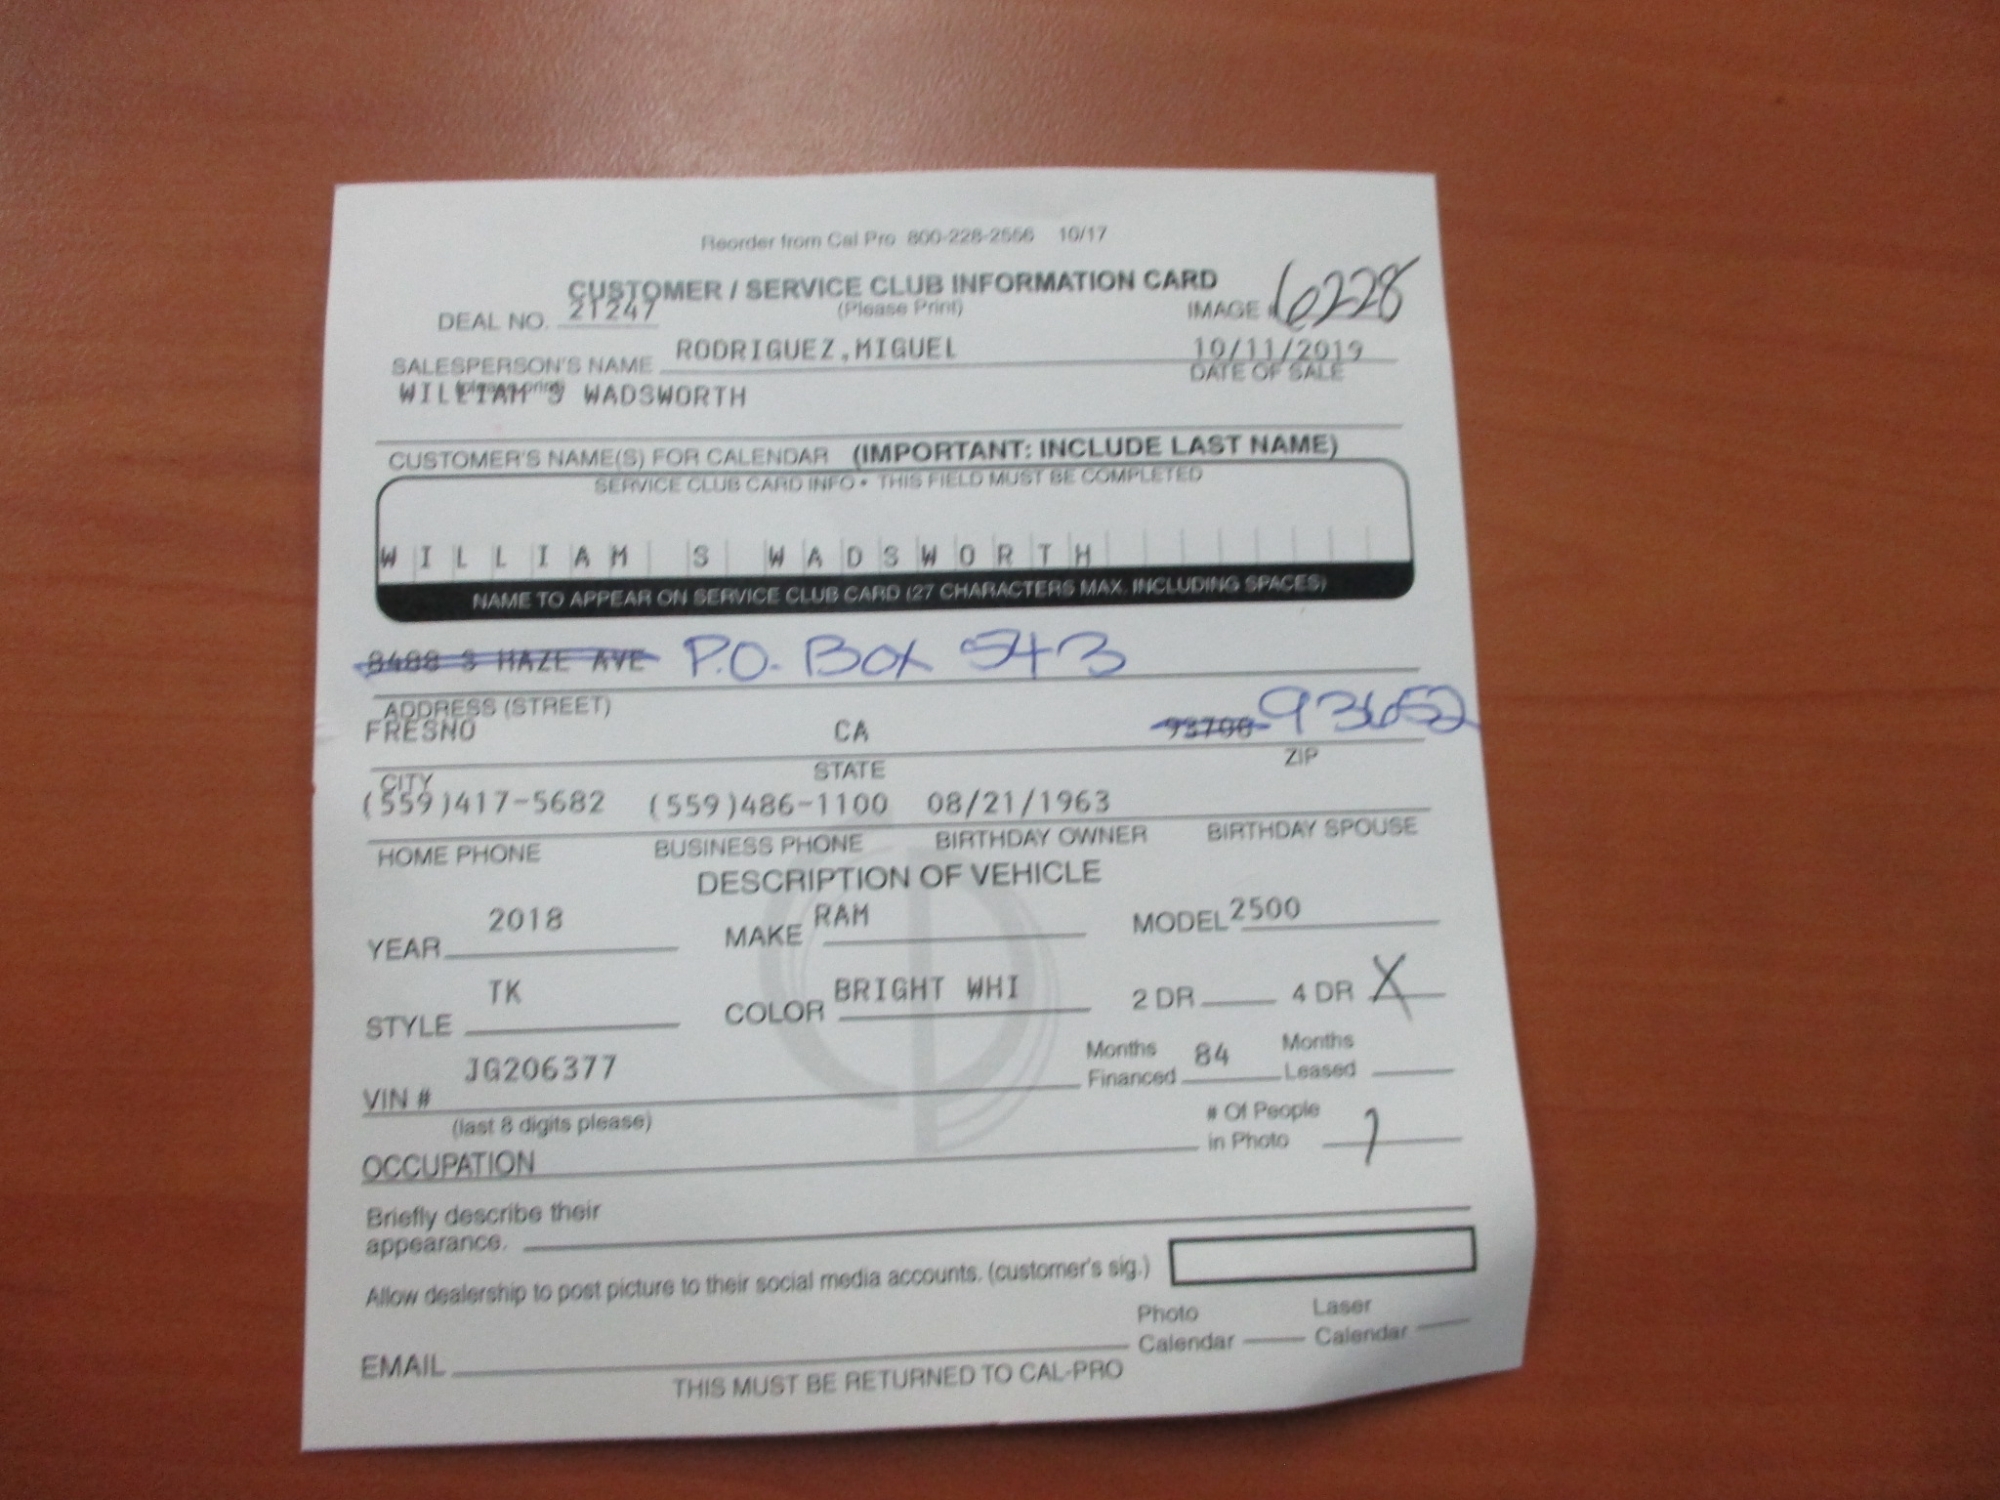 Reorder from Cal Pro 800-228-2556 10/17
CUSTOMER / SERVICE CLUB INFORMATION CARD
(Please Print)
DEAL NO. 21247 IMAGE # 6228
SALESPERSON'S NAME RODRIGUEZ,MIGUEL 10/11/2019
(please print) DATE OF SALE
WILLIAM S WADSWORTH
CUSTOMER'S NAME(S) FOR CALENDAR (IMPORTANT: INCLUDE LAST NAME)
SERVICE CLUB CARD INFO • THIS FIELD MUST BE COMPLETED
WILLIAM S WADSWORTH
NAME TO APPEAR ON SERVICE CLUB CARD (27 CHARACTERS MAX. INCLUDING SPACES)
S HAZE AVE P.O. Box 543
ADDRESS (STREET)
FRESNO CA 93652
CITY STATE ZIP
(559)417-5682 (559)486-1100 08/21/1963
HOME PHONE BUSINESS PHONE BIRTHDAY OWNER BIRTHDAY SPOUSE
DESCRIPTION OF VEHICLE
YEAR 2018 MAKE RAM MODEL 2500
STYLE TK COLOR BRIGHT WHI 2 DR 4 DR X
VIN # JG206377 Months Financed 84 Months Leased
(last 8 digits please)
OCCUPATION # Of People in Photo 1
Briefly describe their
appearance.
Allow dealership to post picture to their social media accounts. (customer's sig.)
EMAIL Photo Calendar Laser Calendar
THIS MUST BE RETURNED TO CAL-PRO